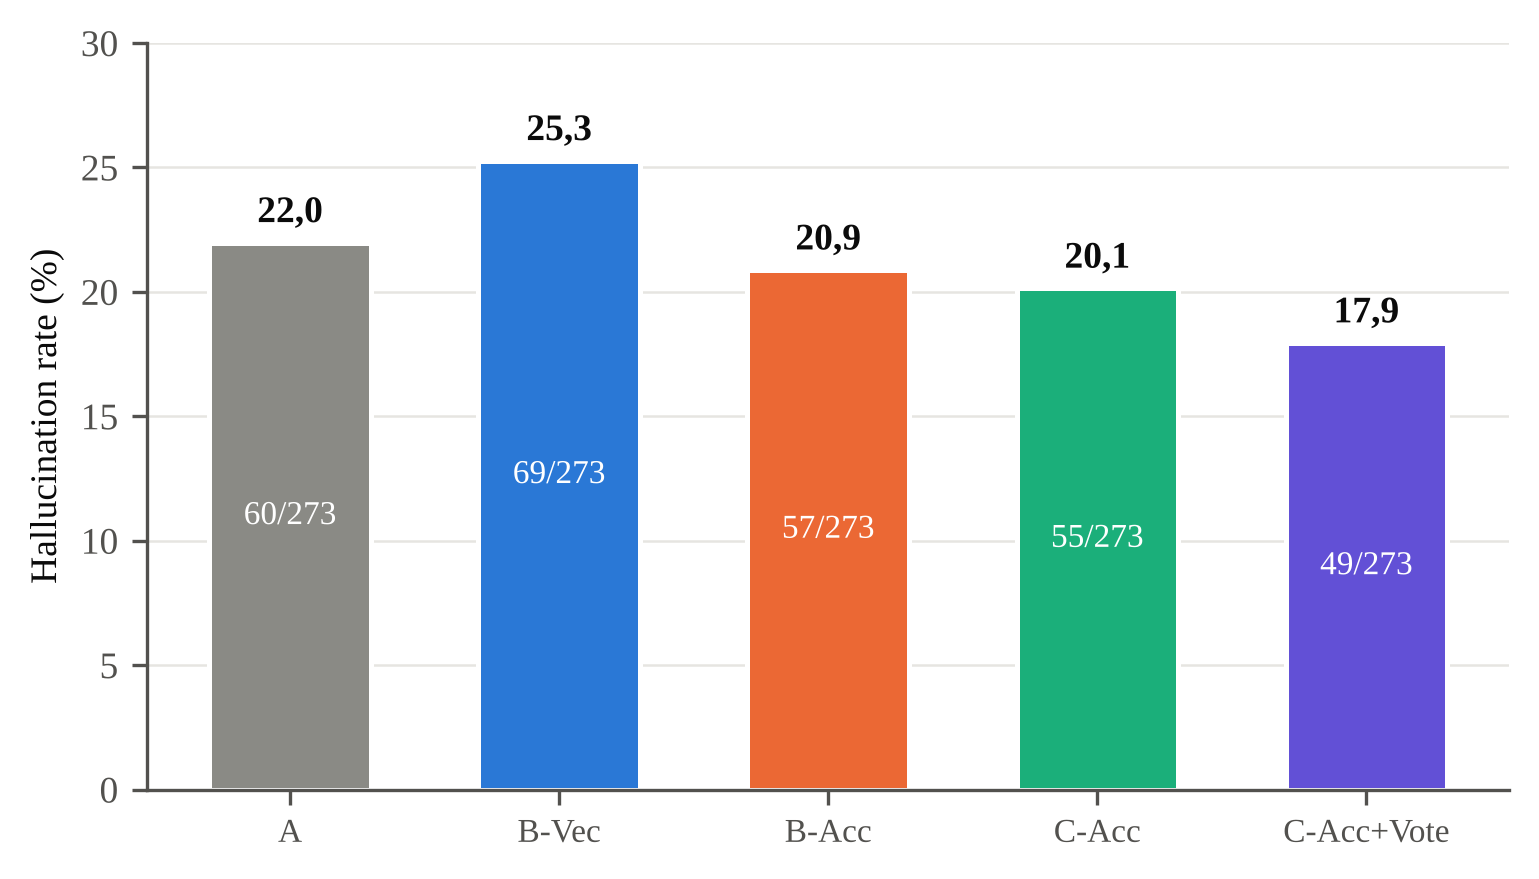 Hallucination rate (%)
30
25
20
15
10
5
0
22,0
25,3
20,9
20,1
17,9
60/273
69/273
57/273
55/273
49/273
A
B-Vec
B-Acc
C-Acc
C-Acc+Vote